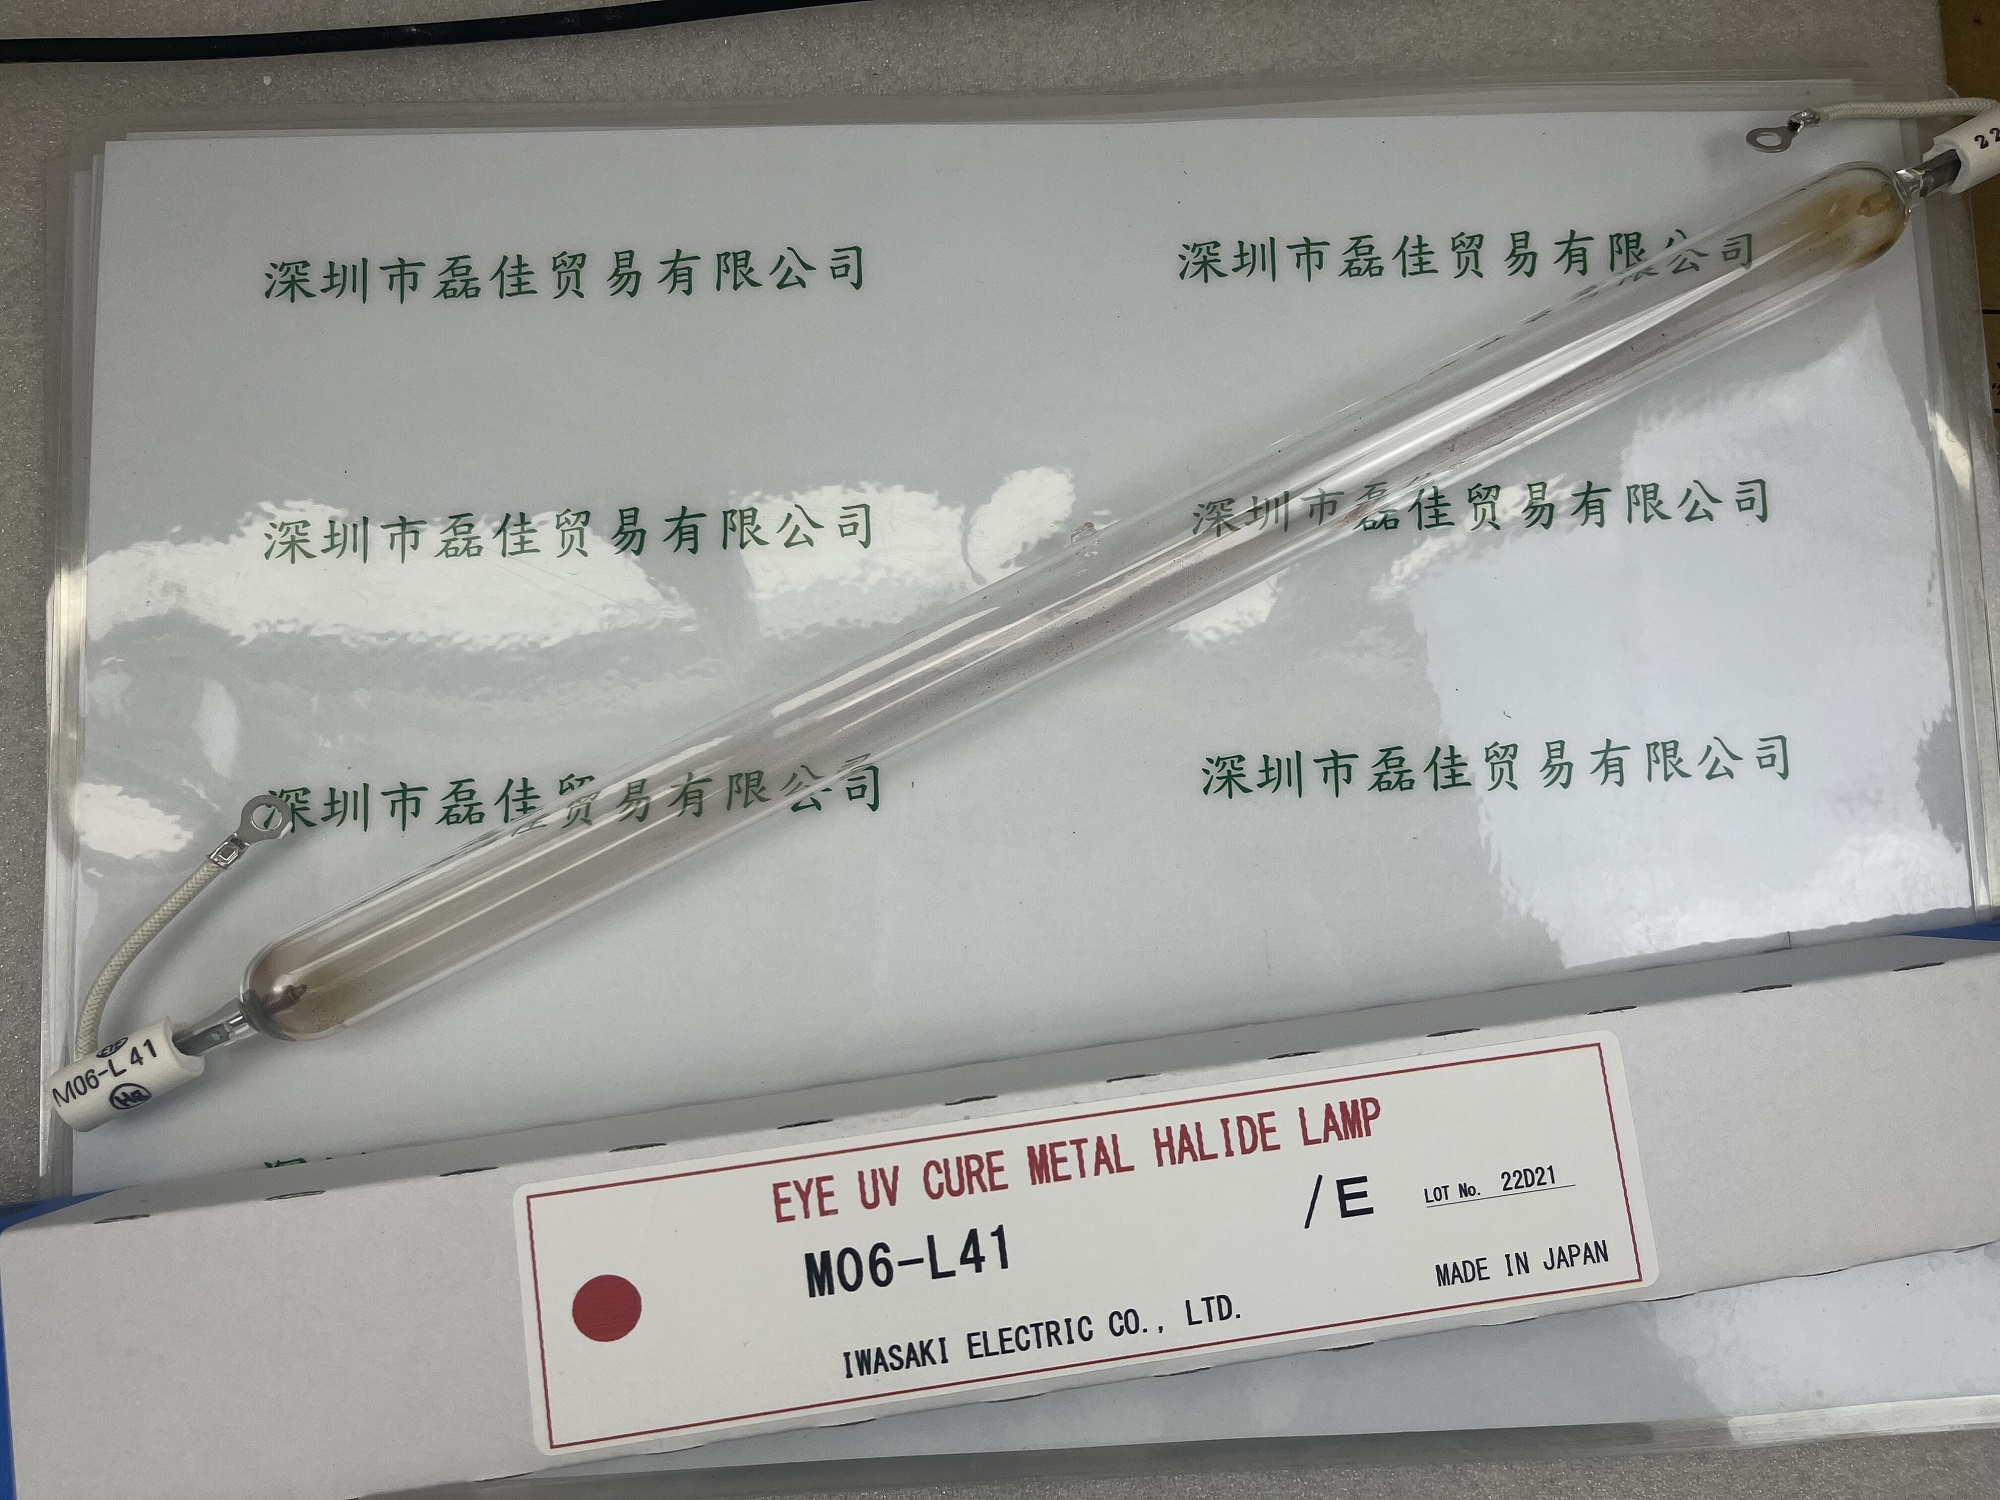 深圳市磊佳贸易有限公司
深圳市磊佳贸易有限公司
深圳市磊佳贸易有限公司
深圳市磊佳贸易有限公司
深圳市磊佳贸易有限公司
深圳市磊佳贸易有限公司
22
M06-L41
Hg
EYE UV CURE METAL HALIDE LAMP
M06-L41 /E
LOT No. 22D21
IWASAKI ELECTRIC CO., LTD.
MADE IN JAPAN